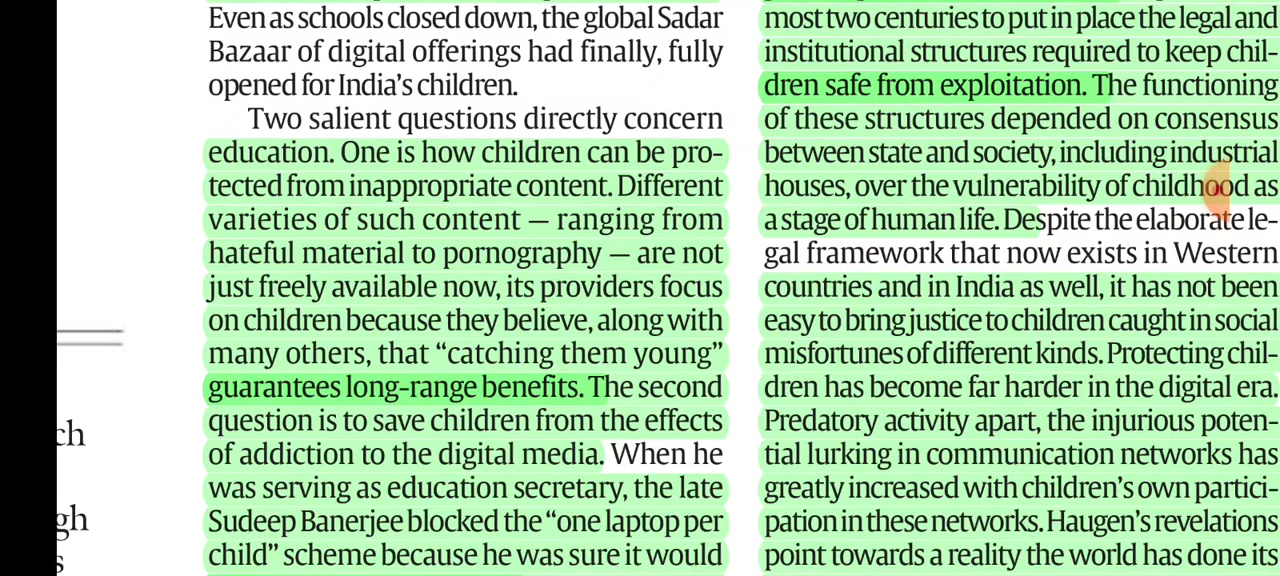 Even as schools closed down, the global Sadar
Bazaar of digital offerings had finally, fully
opened for India's children.
Two salient questions directly concern
education. One is how children can be pro-
tected from inappropriate content. Different
varieties of such content — ranging from
hateful material to pornography — are not
just freely available now, its providers focus
on children because they believe, along with
many others, that “catching them young”
guarantees long-range benefits. The second
question is to save children from the effects
of addiction to the digital media. When he
was serving as education secretary, the late
Sudeep Banerjee blocked the “one laptop per
child” scheme because he was sure it would
most two centuries to put in place the legal and
institutional structures required to keep chil-
dren safe from exploitation. The functioning
of these structures depended on consensus
between state and society, including industrial
houses, over the vulnerability of childhood as
a stage of human life. Despite the elaborate le-
gal framework that now exists in Western
countries and in India as well, it has not been
easy to bring justice to children caught in social
misfortunes of different kinds. Protecting chil-
dren has become far harder in the digital era.
Predatory activity apart, the injurious poten-
tial lurking in communication networks has
greatly increased with children's own partici-
pation in these networks. Haugen's revelations
point towards a reality the world has done its